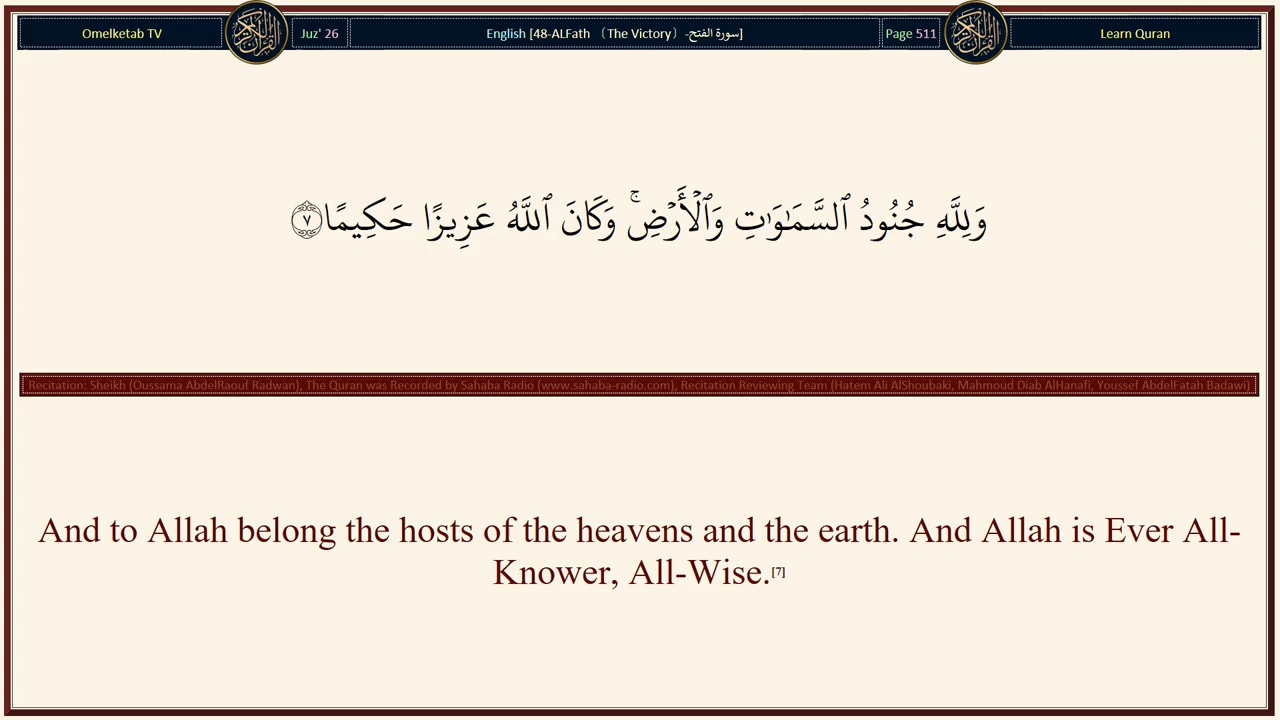 Omelketab TV
Juz' 26
English [48-ALFath 〔The Victory〕 -سورة الفتح]
Page 511
Learn Quran
وَلِلَّهِ جُنُودُ ٱلسَّمَٰوَٰتِ وَٱلْأَرْضِ ۚ وَكَانَ ٱللَّهُ عَزِيزًا حَكِيمًا ٧
Recitation: Sheikh (Oussama AbdelRaouf Radwan), The Quran was Recorded by Sahaba Radio (www.sahaba-radio.com), Recitation Reviewing Team (Hatem Ali AlShoubaki, Mahmoud Diab AlHanafi, Youssef AbdelFatah Badawi)
And to Allah belong the hosts of the heavens and the earth. And Allah is Ever All-
Knower, All-Wise.[7]